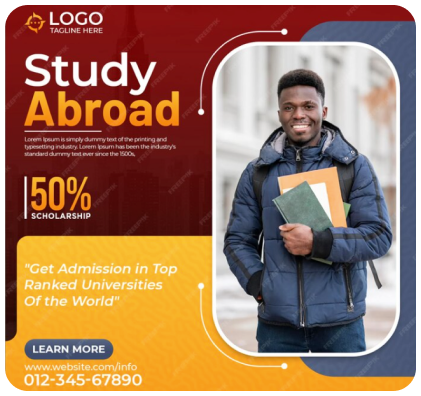 LOGO
TAGLINE HERE
Study
Abroad
Lorem Ipsum is simply dummy text of the printing and
typesetting industry. Lorem Ipsum has been the industry's
standard dummy text ever since the 1500s,
50%
SCHOLARSHIP
"Get Admission in Top
Ranked Universities
Of the World"
LEARN MORE
www.website.com/info
012-345-67890